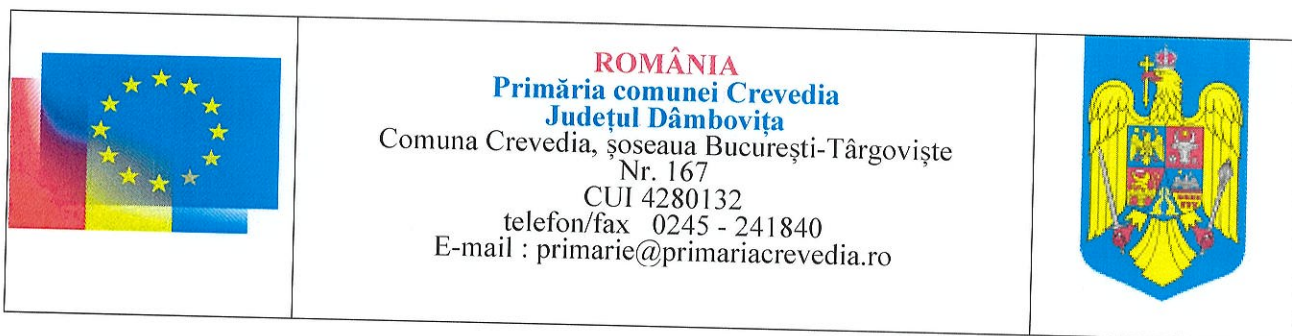 ROMÂNIA
Primăria comunei Crevedia
Județul Dâmbovița
Comuna Crevedia, șoseaua București-Târgoviște
Nr. 167
CUI 4280132
telefon/fax 0245 - 241840
E-mail : primarie@primariacrevedia.ro